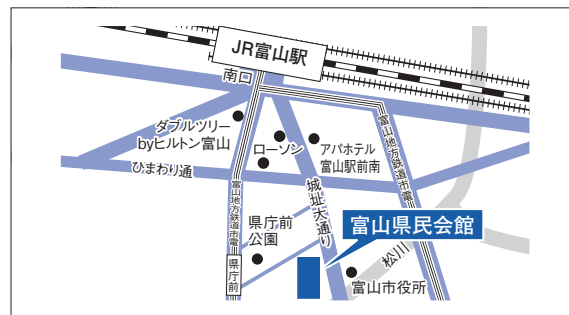 JR富山駅
南口
ダブルツリー
byヒルトン富山
ローソン
アパホテル
富山駅前南
ひまわり通
富山地方鉄道市電
富山地方鉄道市電
城址大通り
県庁前
公園
富山県民会館
松川
県庁前
富山市役所